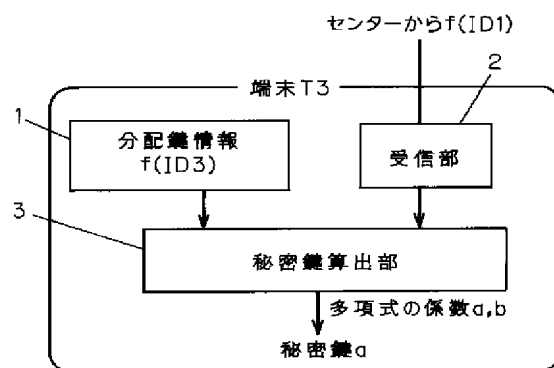 センターからf(ID1)
2
端末T3
1
分配鍵情報
f(ID3)
受信部
3
秘密鍵算出部
多項式の係数a,b
秘密鍵a